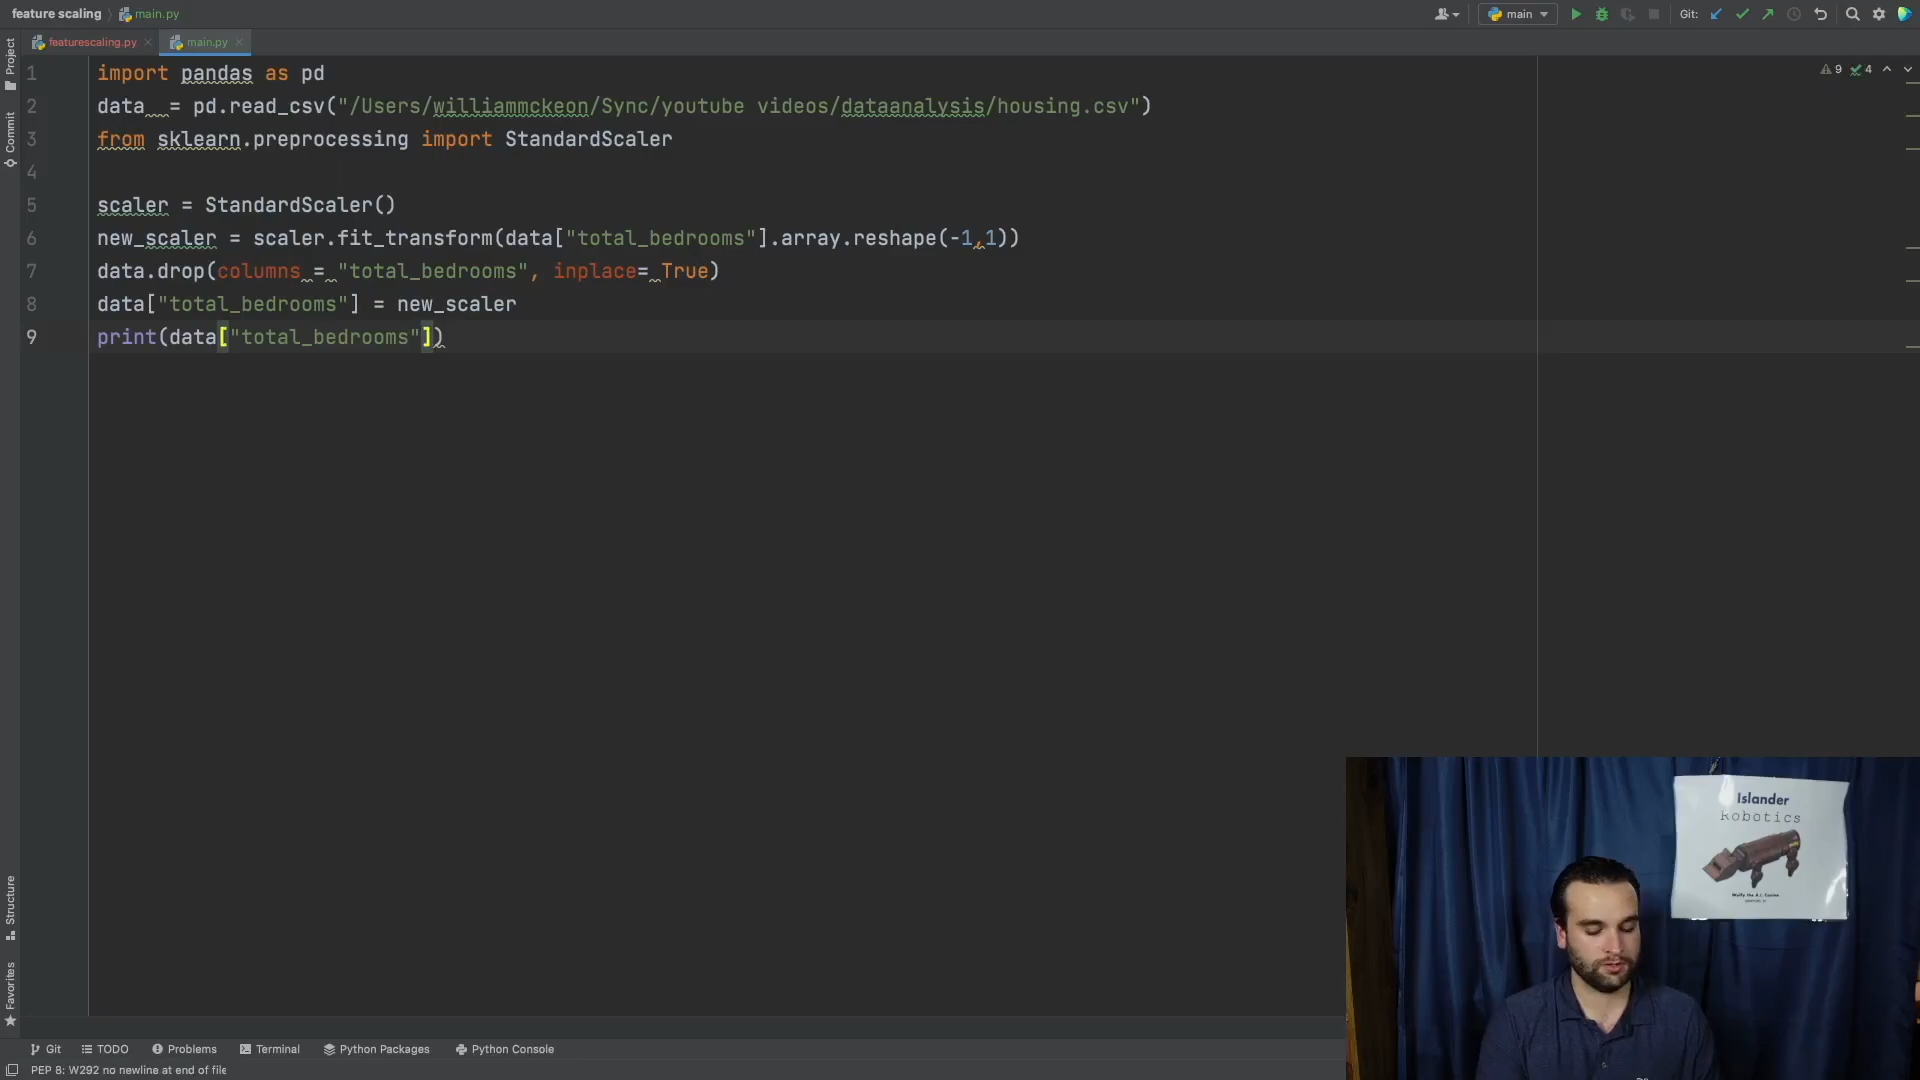 feature scaling main.py
main
Git:
featurescaling.py main.py
Project
Commit
Structure
Favorites
9 4
1 import pandas as pd
2 data = pd.read_csv("/Users/williammckeon/Sync/youtube videos/dataanalysis/housing.csv")
3 from sklearn.preprocessing import StandardScaler
4
5 scaler = StandardScaler()
6 new_scaler = scaler.fit_transform(data["total_bedrooms"].array.reshape(-1,1))
7 data.drop(columns = "total_bedrooms", inplace= True)
8 data["total_bedrooms"] = new_scaler
9 print(data["total_bedrooms"])
Islander
Robotics
Git TODO Problems Terminal Python Packages Python Console
PEP 8: W292 no newline at end of file